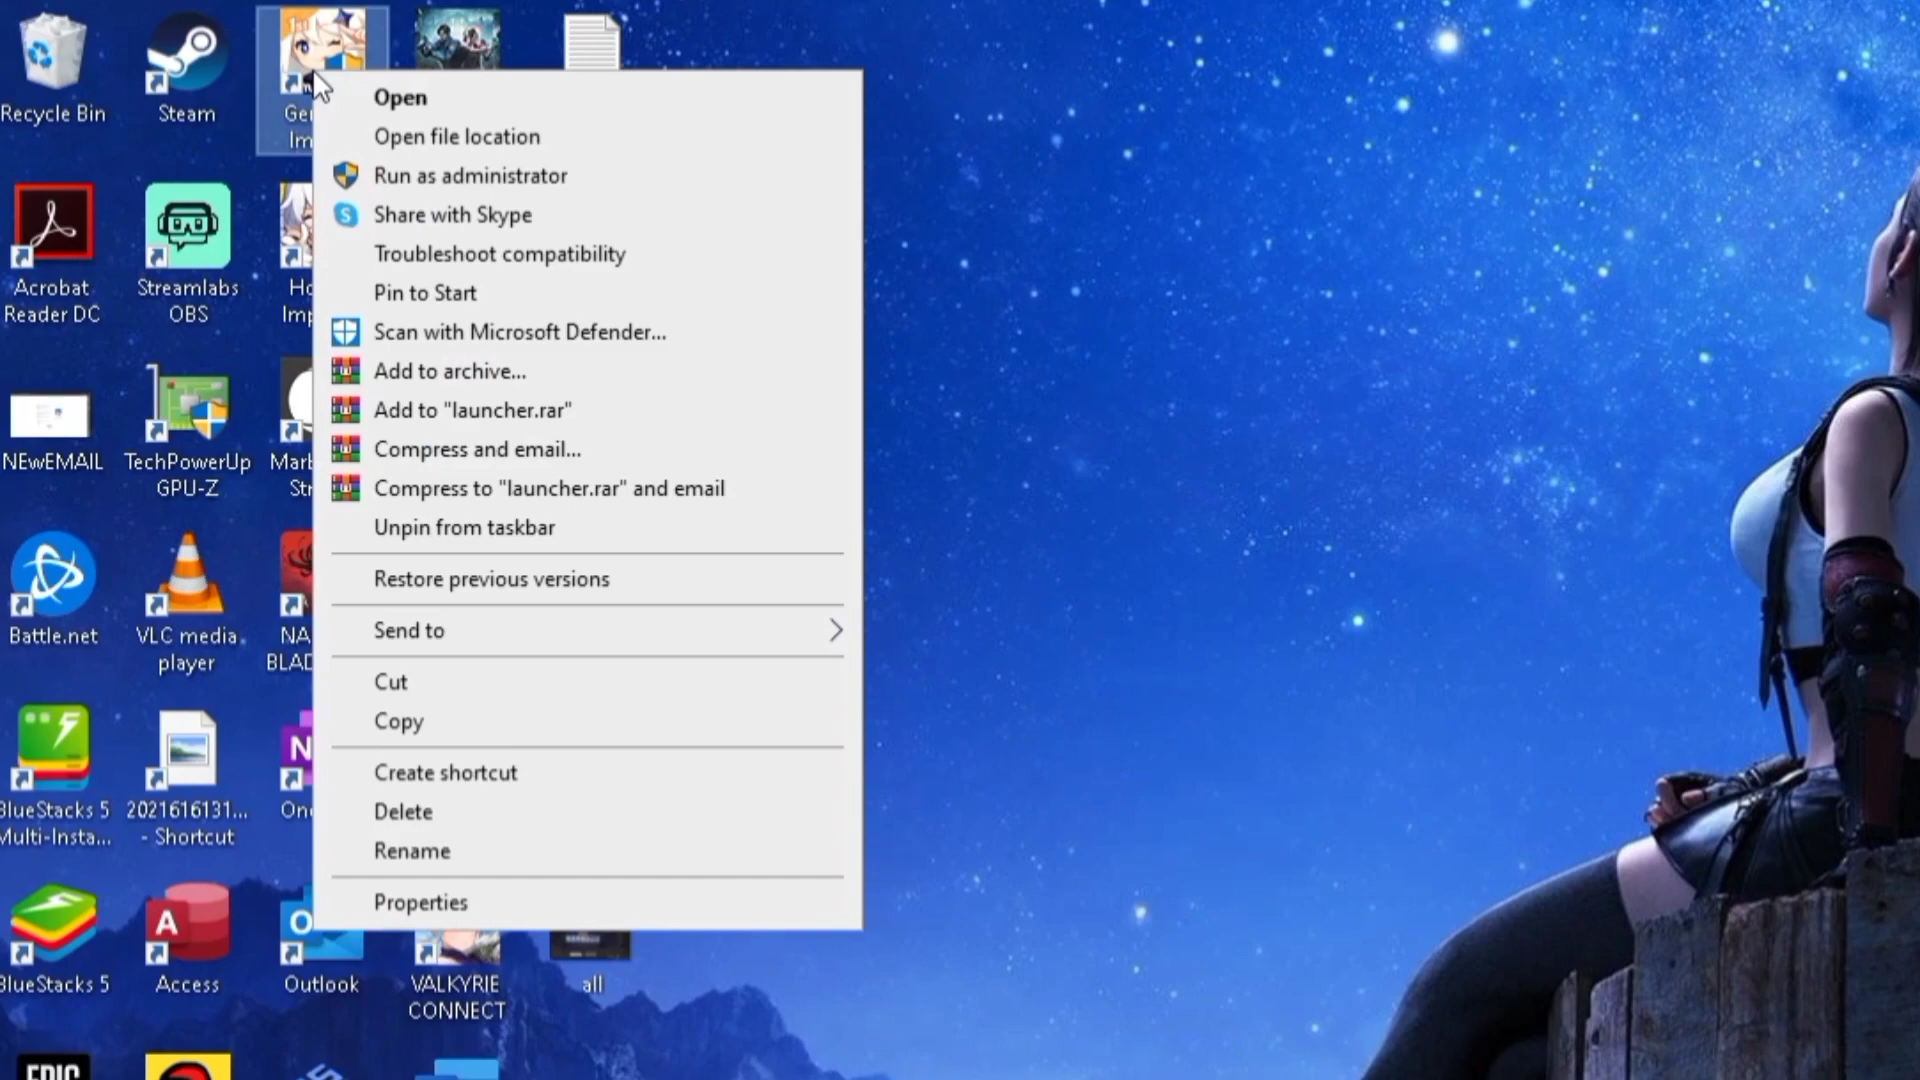 Recycle Bin
Steam
Ge
Im
Acrobat
Reader DC
Streamlabs
OBS
Ho
Imp
NEwEMAIL
TechPowerUp
GPU-Z
Mar
Str
Battle.net
VLC media
player
NA
BLAD
BlueStacks 5
Multi-Insta...
2021616131...
- Shortcut
N
On
BlueStacks 5
A
Access
O
Outlook
VALKYRIE
CONNECT
all
EPIC
Open
Open file location
Run as administrator
S
Share with Skype
Troubleshoot compatibility
Pin to Start
Scan with Microsoft Defender...
Add to archive...
Add to "launcher.rar"
Compress and email...
Compress to "launcher.rar" and email
Unpin from taskbar
Restore previous versions
Send to
Cut
Copy
Create shortcut
Delete
Rename
Properties